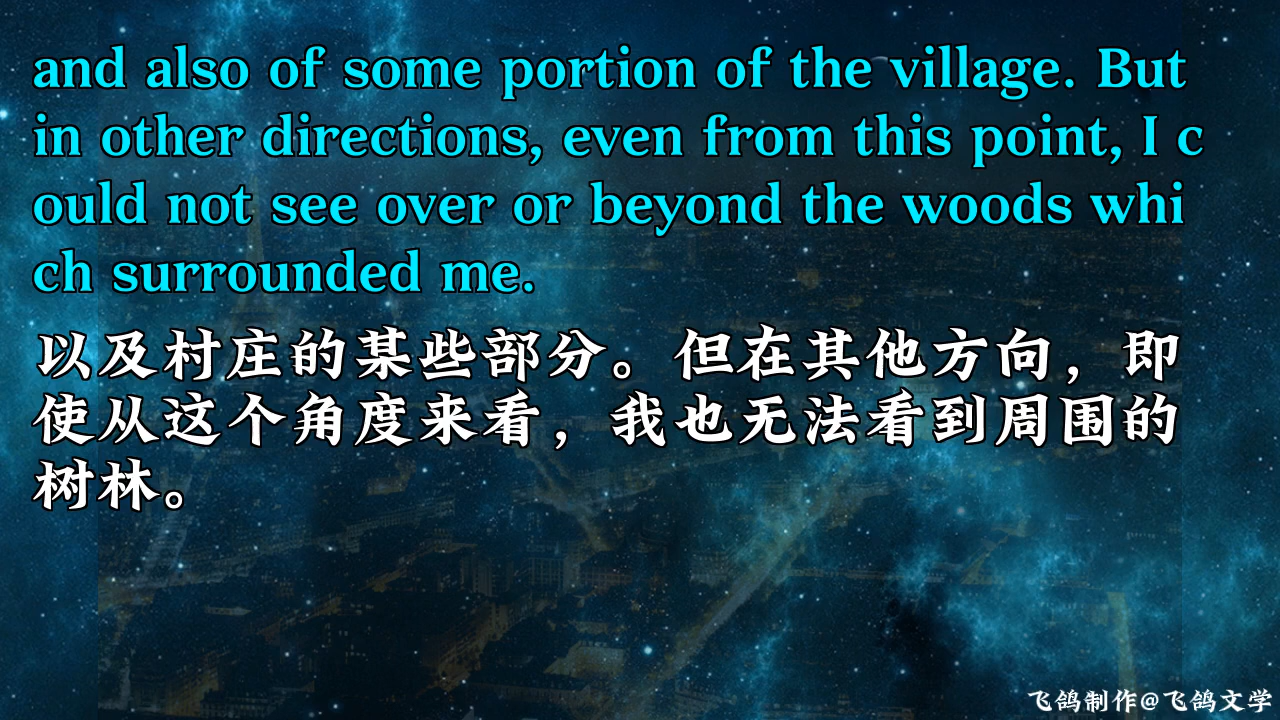 and also of some portion of the village. But
in other directions, even from this point, I c
ould not see over or beyond the woods whi
ch surrounded me.
以及村庄的某些部分。但在其他方向，即
使从这个角度来看，我也无法看到周围的
树林。
飞鸽制作@飞鸽文学